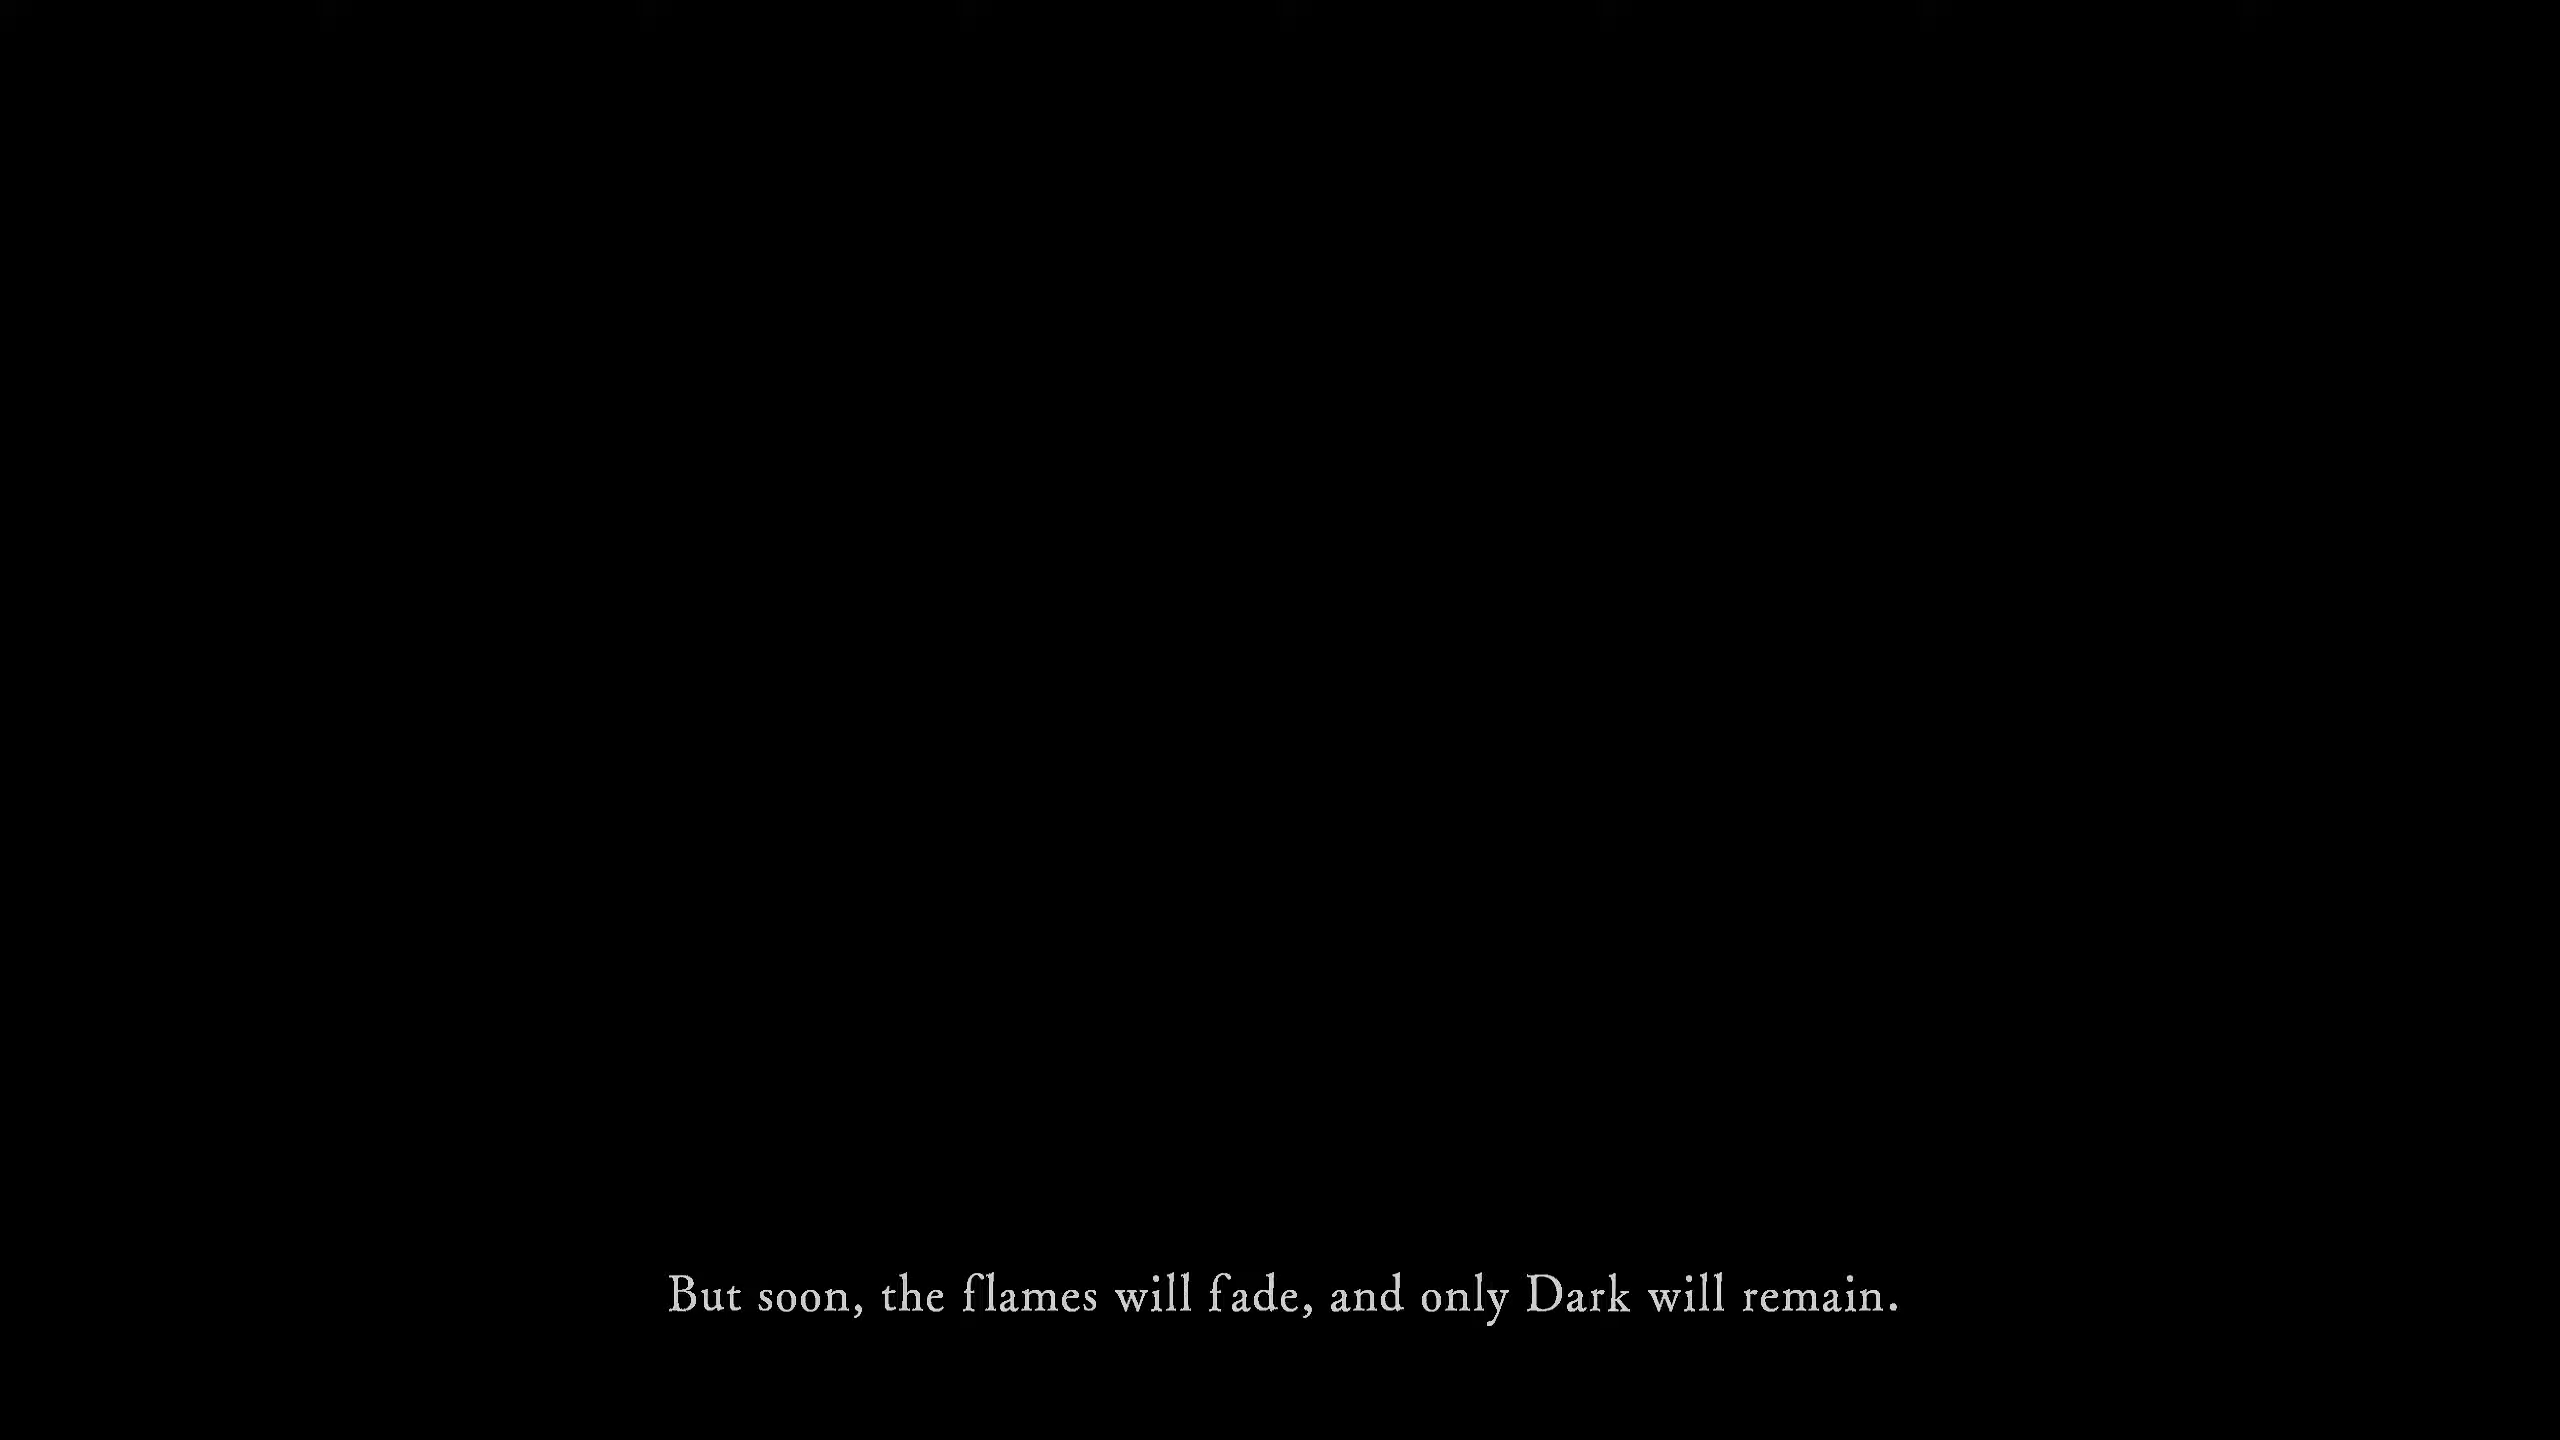 But soon, the flames will fade, and only Dark will remain.